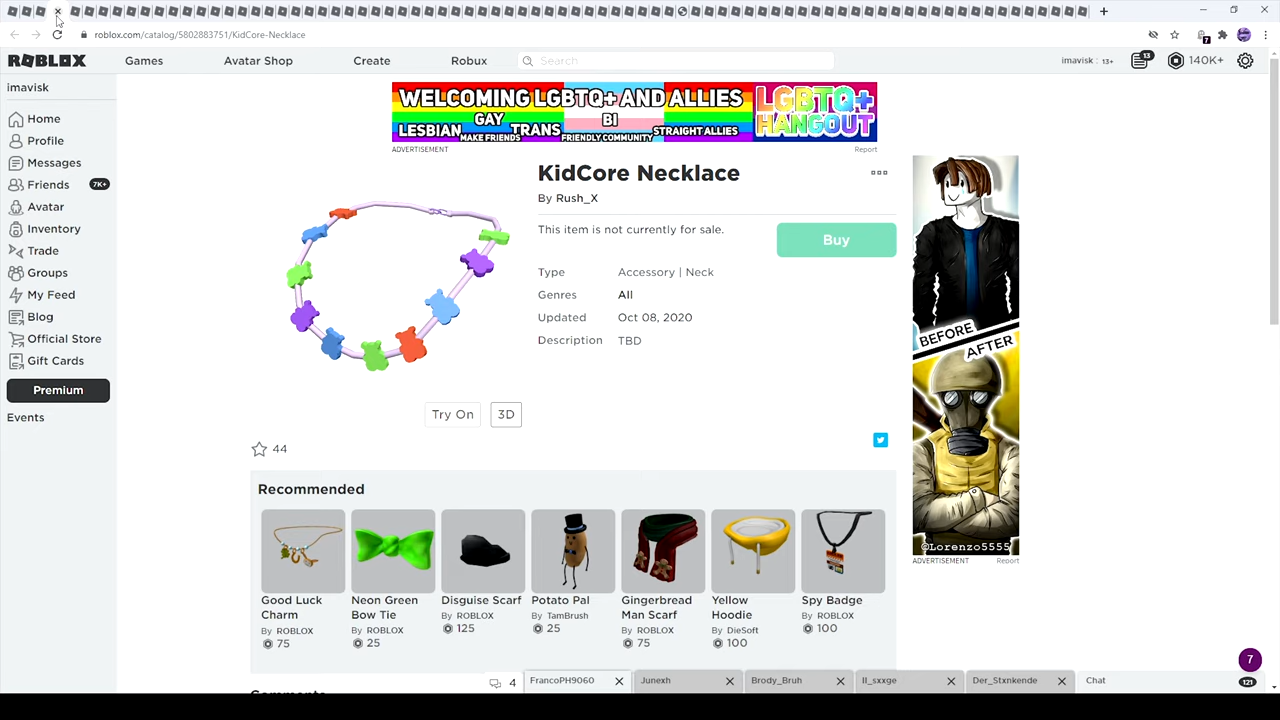 roblox.com/catalog/5802883751/KidCore-Necklace
7
ROBLOX
Games
Avatar Shop
Create
Robux
Search
imavisk : 13+
13
140K+
imavisk
Home
Profile
Messages
Friends
7K+
Avatar
Inventory
Trade
Groups
My Feed
Blog
Official Store
Gift Cards
Premium
Events
WELCOMING LGBTQ+ AND ALLIES
GAY
BI
LESBIAN
TRANS
STRAIGHT ALLIES
MAKE FRIENDS
FRIENDLY COMMUNITY
LGBTQ+
HANGOUT
ADVERTISEMENT
Report
KidCore Necklace
By Rush_X
This item is not currently for sale.
Buy
Type
Accessory | Neck
Genres
All
Updated
Oct 08, 2020
Description
TBD
Try On
3D
44
BEFORE
AFTER
@Lorenzo5555
ADVERTISEMENT
Report
Recommended
Good Luck
Charm
By ROBLOX
75
Neon Green
Bow Tie
By ROBLOX
25
Disguise Scarf
By ROBLOX
125
Potato Pal
By TamBrush
25
Gingerbread
Man Scarf
By ROBLOX
75
Yellow
Hoodie
By DieSoft
100
Spy Badge
By ROBLOX
100
Comments
4
FrancoPH9060
Junexh
Brody_Bruh
Der_Stxnkende
Chat
7
121